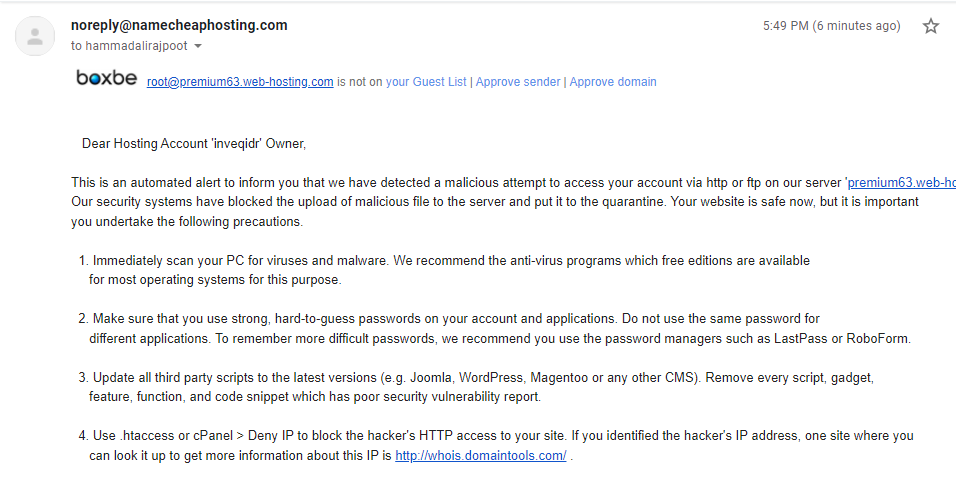 noreply@namecheaphosting.com
5:49 PM (6 minutes ago)
to hammadalirajpoot
boxbe root@premium63.web-hosting.com is not on your Guest List | Approve sender | Approve domain
Dear Hosting Account 'inveqidr' Owner,
This is an automated alert to inform you that we have detected a malicious attempt to access your account via http or ftp on our server 'premium63.web-ho
Our security systems have blocked the upload of malicious file to the server and put it to the quarantine. Your website is safe now, but it is important
you undertake the following precautions.
1. Immediately scan your PC for viruses and malware. We recommend the anti-virus programs which free editions are available
for most operating systems for this purpose.
2. Make sure that you use strong, hard-to-guess passwords on your account and applications. Do not use the same password for
different applications. To remember more difficult passwords, we recommend you use the password managers such as LastPass or RoboForm.
3. Update all third party scripts to the latest versions (e.g. Joomla, WordPress, Magentoo or any other CMS). Remove every script, gadget,
feature, function, and code snippet which has poor security vulnerability report.
4. Use .htaccess or cPanel > Deny IP to block the hacker's HTTP access to your site. If you identified the hacker's IP address, one site where you
can look it up to get more information about this IP is http://whois.domaintools.com/ .